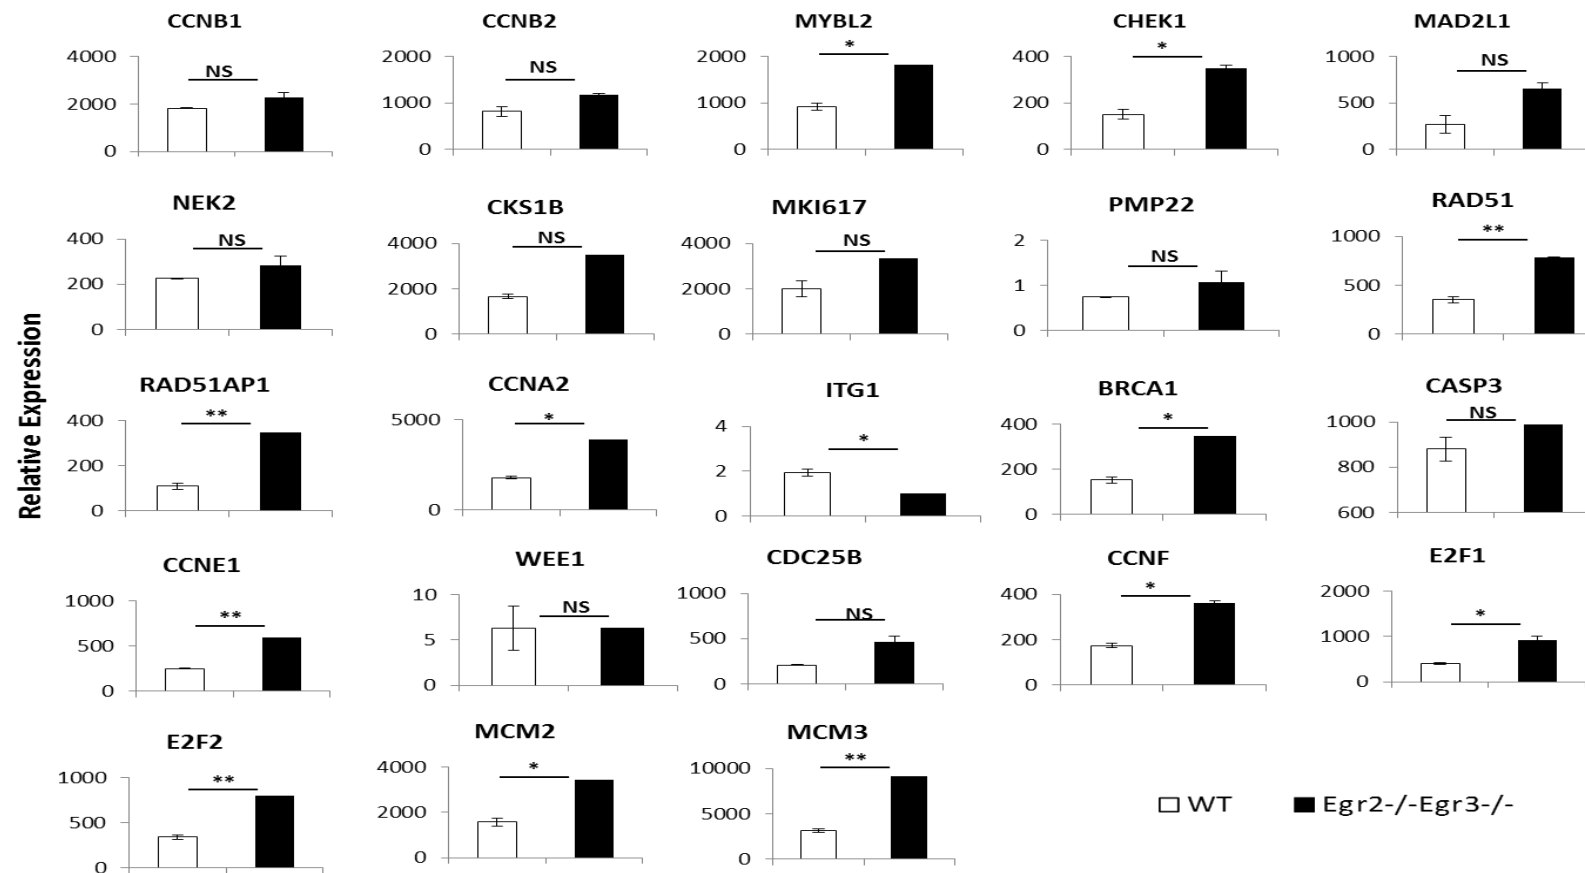 CCNB1
4000
2000
0
NS
CCNB2
2000
1000
0
NS
MYBL2
2000
1000
0
*
CHEK1
400
200
0
*
MAD2L1
1000
500
0
NS
NEK2
400
200
0
NS
CKS1B
4000
2000
0
NS
MKI617
4000
2000
0
NS
PMP22
2
1
0
NS
RAD51
1000
500
0
**
Relative Expression
RAD51AP1
400
200
0
**
CCNA2
5000
0
*
ITG1
4
2
0
*
BRCA1
400
200
0
*
CASP3
1000
800
600
NS
CCNE1
1000
500
0
**
WEE1
10
5
0
NS
CDC25B
1000
500
0
NS
CCNF
400
200
0
*
E2F1
2000
1000
0
*
E2F2
1000
500
0
**
MCM2
4000
2000
0
*
MCM3
10000
5000
0
**
WT
Egr2-/-Egr3-/-